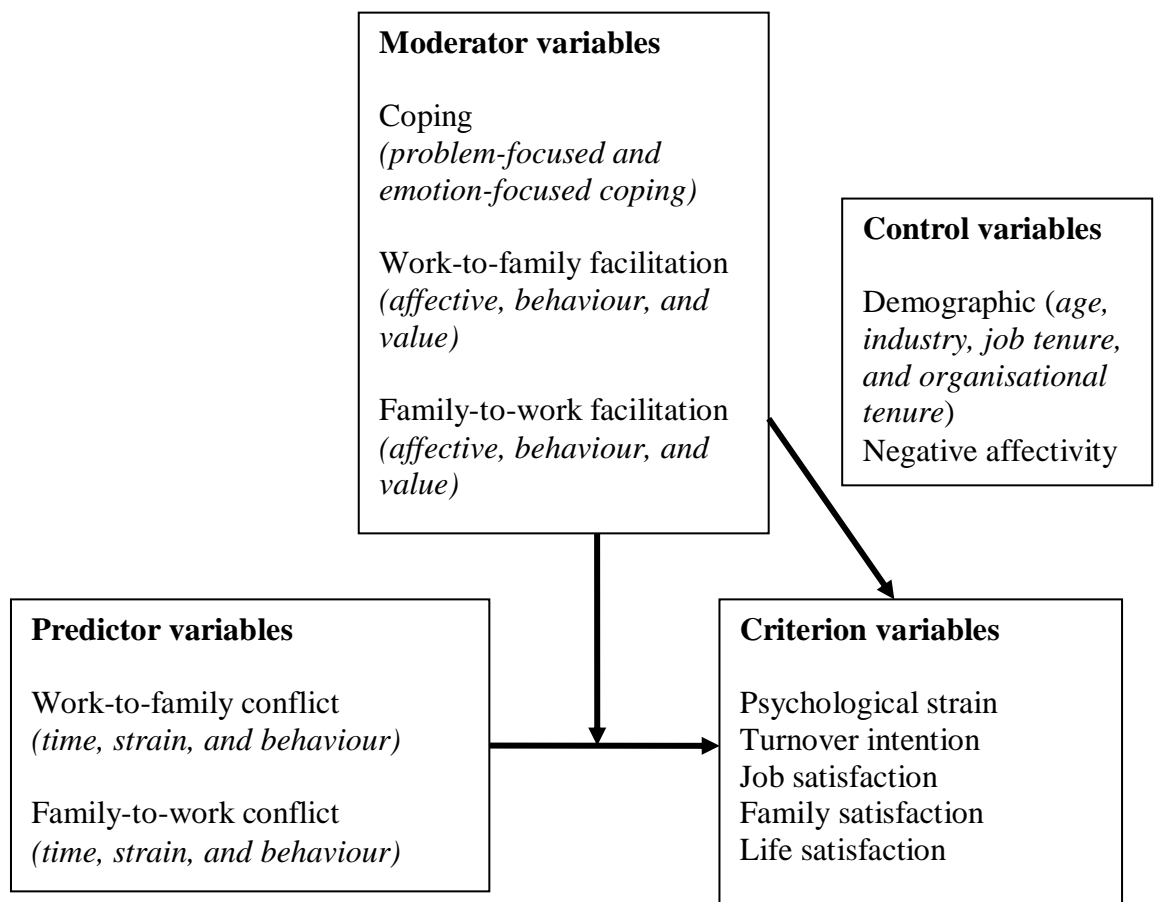 Moderator variables
Coping
(problem-focused and
emotion-focused coping)
Work-to-family facilitation
(affective, behaviour, and
value)
Family-to-work facilitation
(affective, behaviour, and
value)
Control variables
Demographic (age,
industry, job tenure,
and organisational
tenure)
Negative affectivity
Predictor variables
Work-to-family conflict
(time, strain, and behaviour)
Family-to-work conflict
(time, strain, and behaviour)
Criterion variables
Psychological strain
Turnover intention
Job satisfaction
Family satisfaction
Life satisfaction